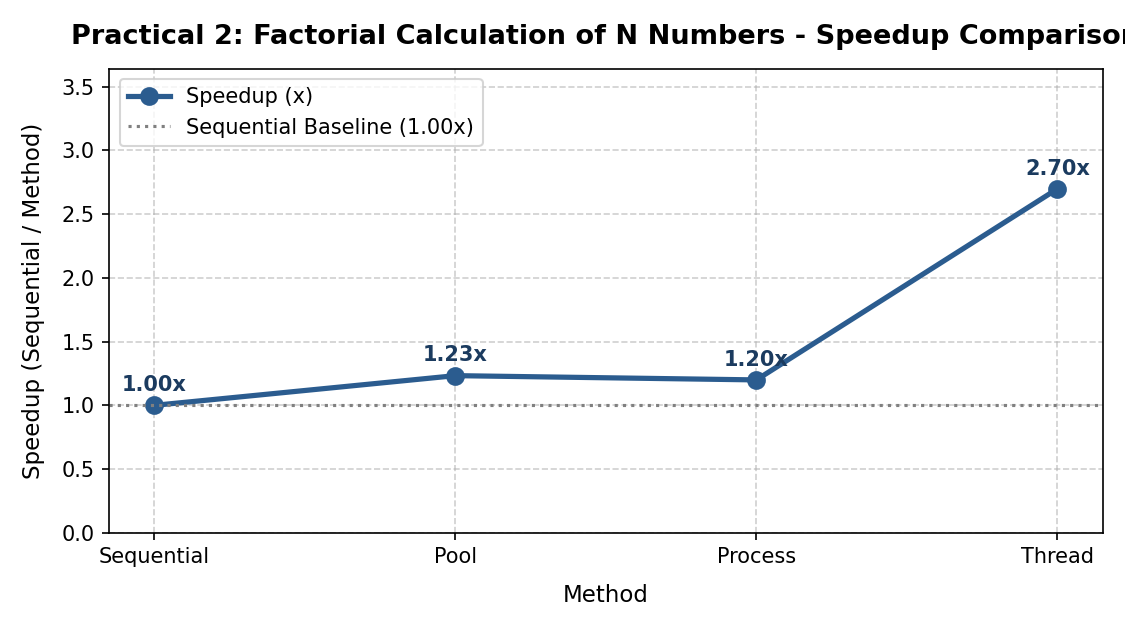 Practical 2: Factorial Calculation of N Numbers - Speedup Comparison
Speedup (x)
Sequential Baseline (1.00x)
Speedup (Sequential / Method)
3.5
3.0
2.5
2.0
1.5
1.0
0.5
0.0
1.00x
1.23x
1.20x
2.70x
Sequential
Pool
Process
Thread
Method